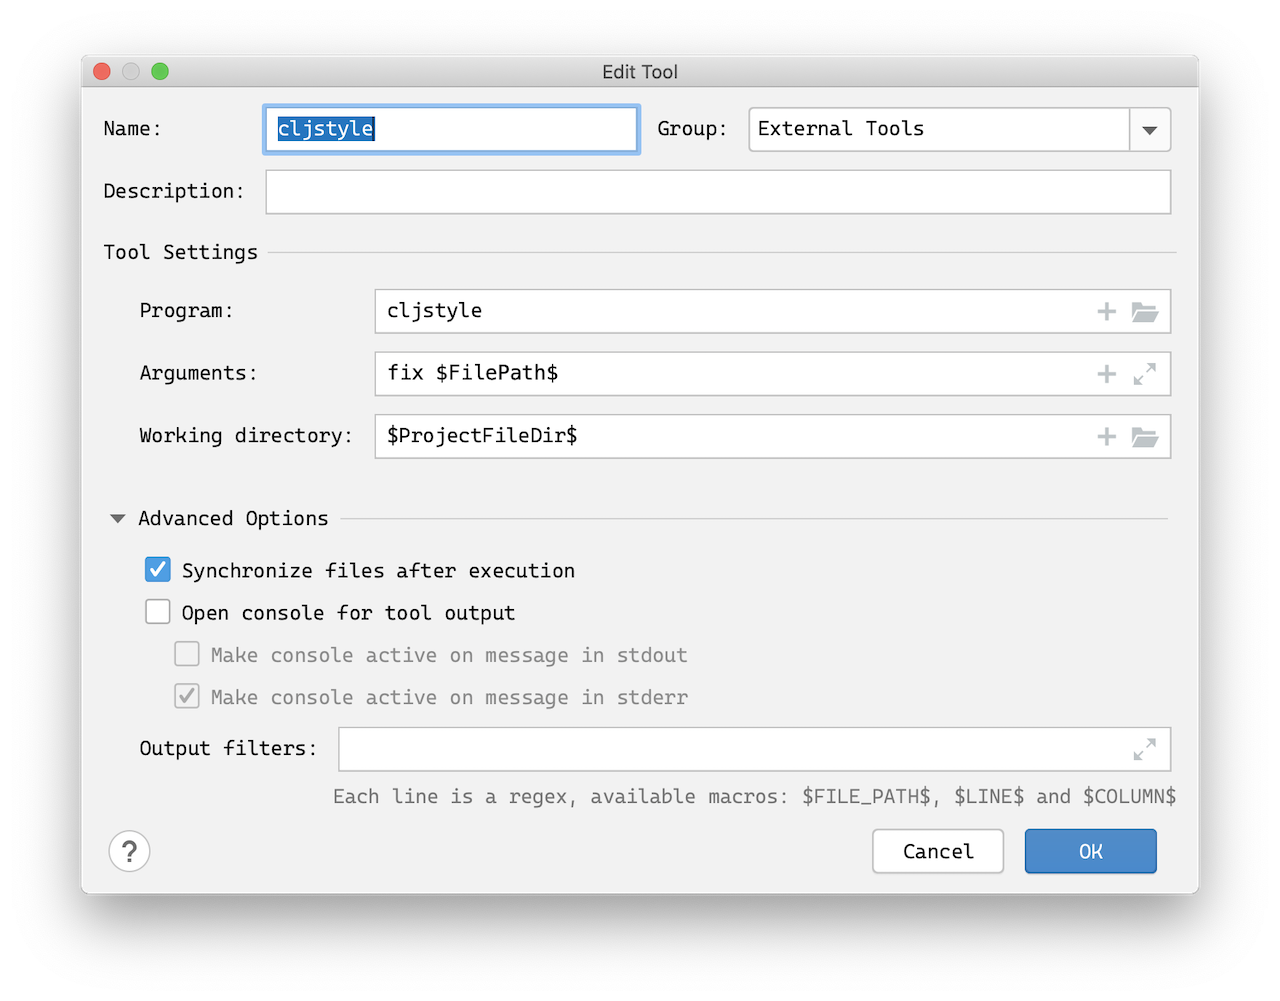 Edit Tool
Name: cljstyle Group: External Tools
Description:
Tool Settings
Program: cljstyle
Arguments: fix $FilePath$
Working directory: $ProjectFileDir$
Advanced Options
Synchronize files after execution
Open console for tool output
Make console active on message in stdout
Make console active on message in stderr
Output filters:
Each line is a regex, available macros: $FILE_PATH$, $LINE$ and $COLUMN$
? Cancel OK